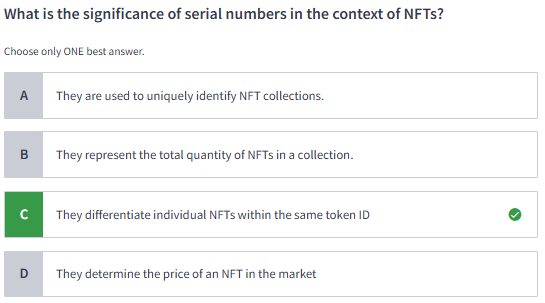 What is the significance of serial numbers in the context of NFTs?
Choose only ONE best answer.
A
They are used to uniquely identify NFT collections.
B
They represent the total quantity of NFTs in a collection.
C
They differentiate individual NFTs within the same token ID
D
They determine the price of an NFT in the market